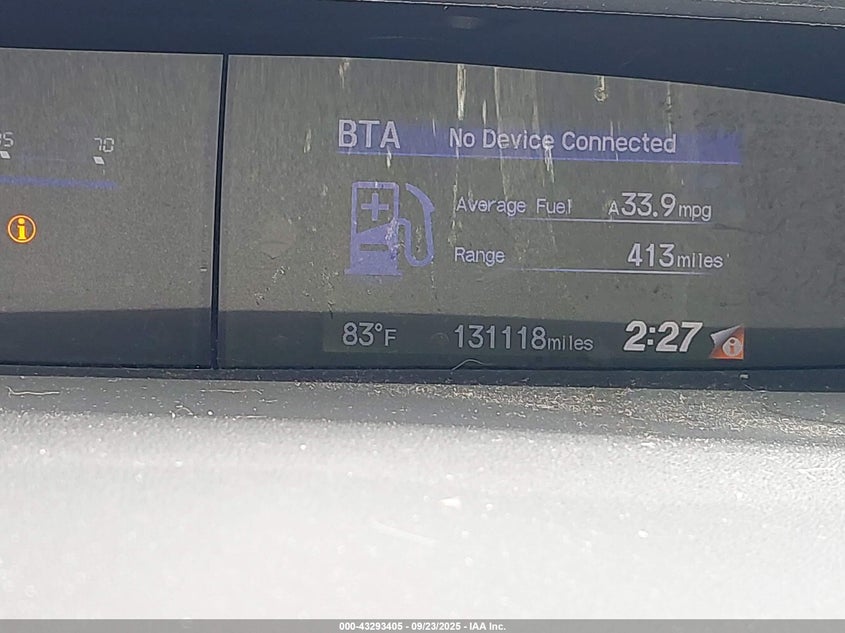 70
BTA No Device Connected
Average Fuel A33.9mpg
Range 413miles
83°F 131118miles 2:27
000-43293405 - 09/23/2025 - IAA Inc.